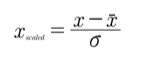 x_scaled = (x − x̄) / σ